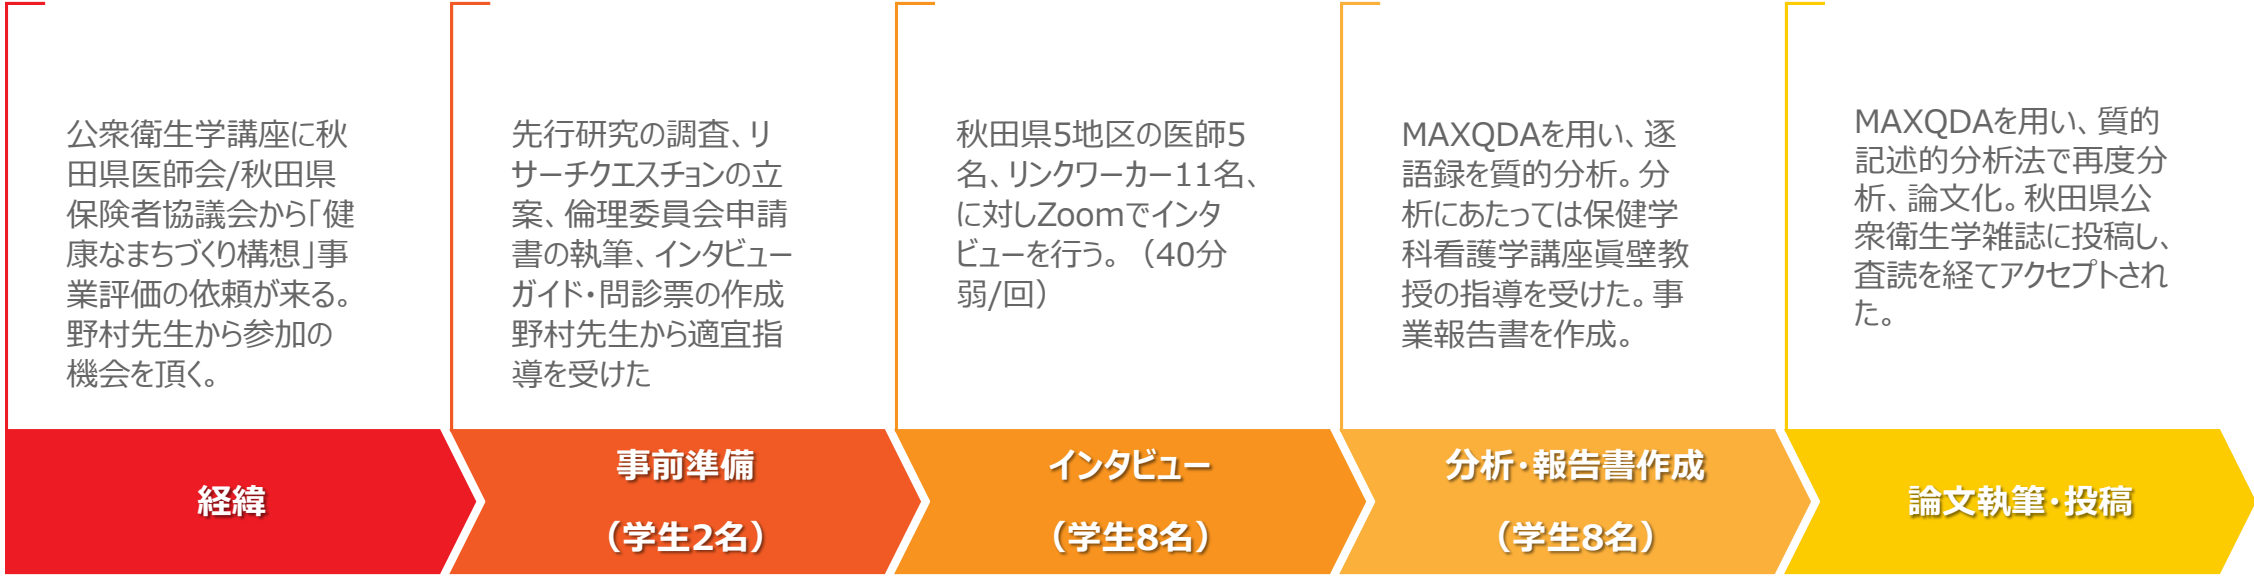 公衆衛生学講座に秋
田県医師会/秋田県
保険者協議会から「健
康なまちづくり構想」事
業評価の依頼が来る。
野村先生から参加の
機会を頂く。
経緯
先行研究の調査、リ
サーチクエスチョンの立
案、倫理委員会申請
書の執筆、インタビュー
ガイド・問診票の作成
野村先生から適宜指
導を受けた
事前準備
（学生2名）
秋田県5地区の医師5
名、リンクワーカー11名、
に対しZoomでインタ
ビューを行う。（40分
弱/回）
インタビュー
（学生8名）
MAXQDAを用い、逐
語録を質的分析。分
析にあたっては保健学
科看護学講座眞壁教
授の指導を受けた。事
業報告書を作成。
分析・報告書作成
（学生8名）
MAXQDAを用い、質的
記述的分析法で再度分
析、論文化。秋田県公
衆衛生学雑誌に投稿し、
査読を経てアクセプトされ
た。
論文執筆・投稿